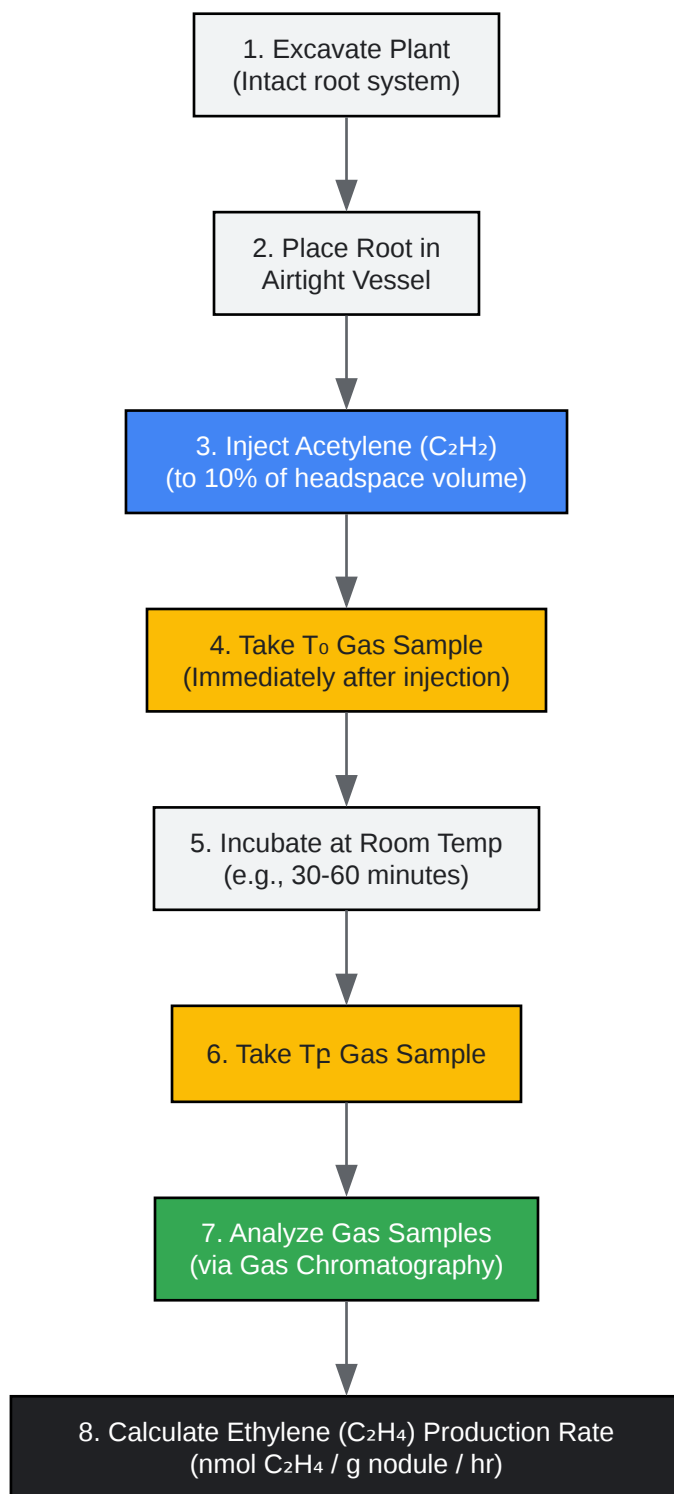 1. Excavate Plant
(Intact root system)
2. Place Root in
Airtight Vessel
3. Inject Acetylene (C₂H₂)
(to 10% of headspace volume)
4. Take T₀ Gas Sample
(Immediately after injection)
5. Incubate at Room Temp
(e.g., 30-60 minutes)
6. Take Tբ Gas Sample
7. Analyze Gas Samples
(via Gas Chromatography)
8. Calculate Ethylene (C₂H₄) Production Rate
(nmol C₂H₄ / g nodule / hr)